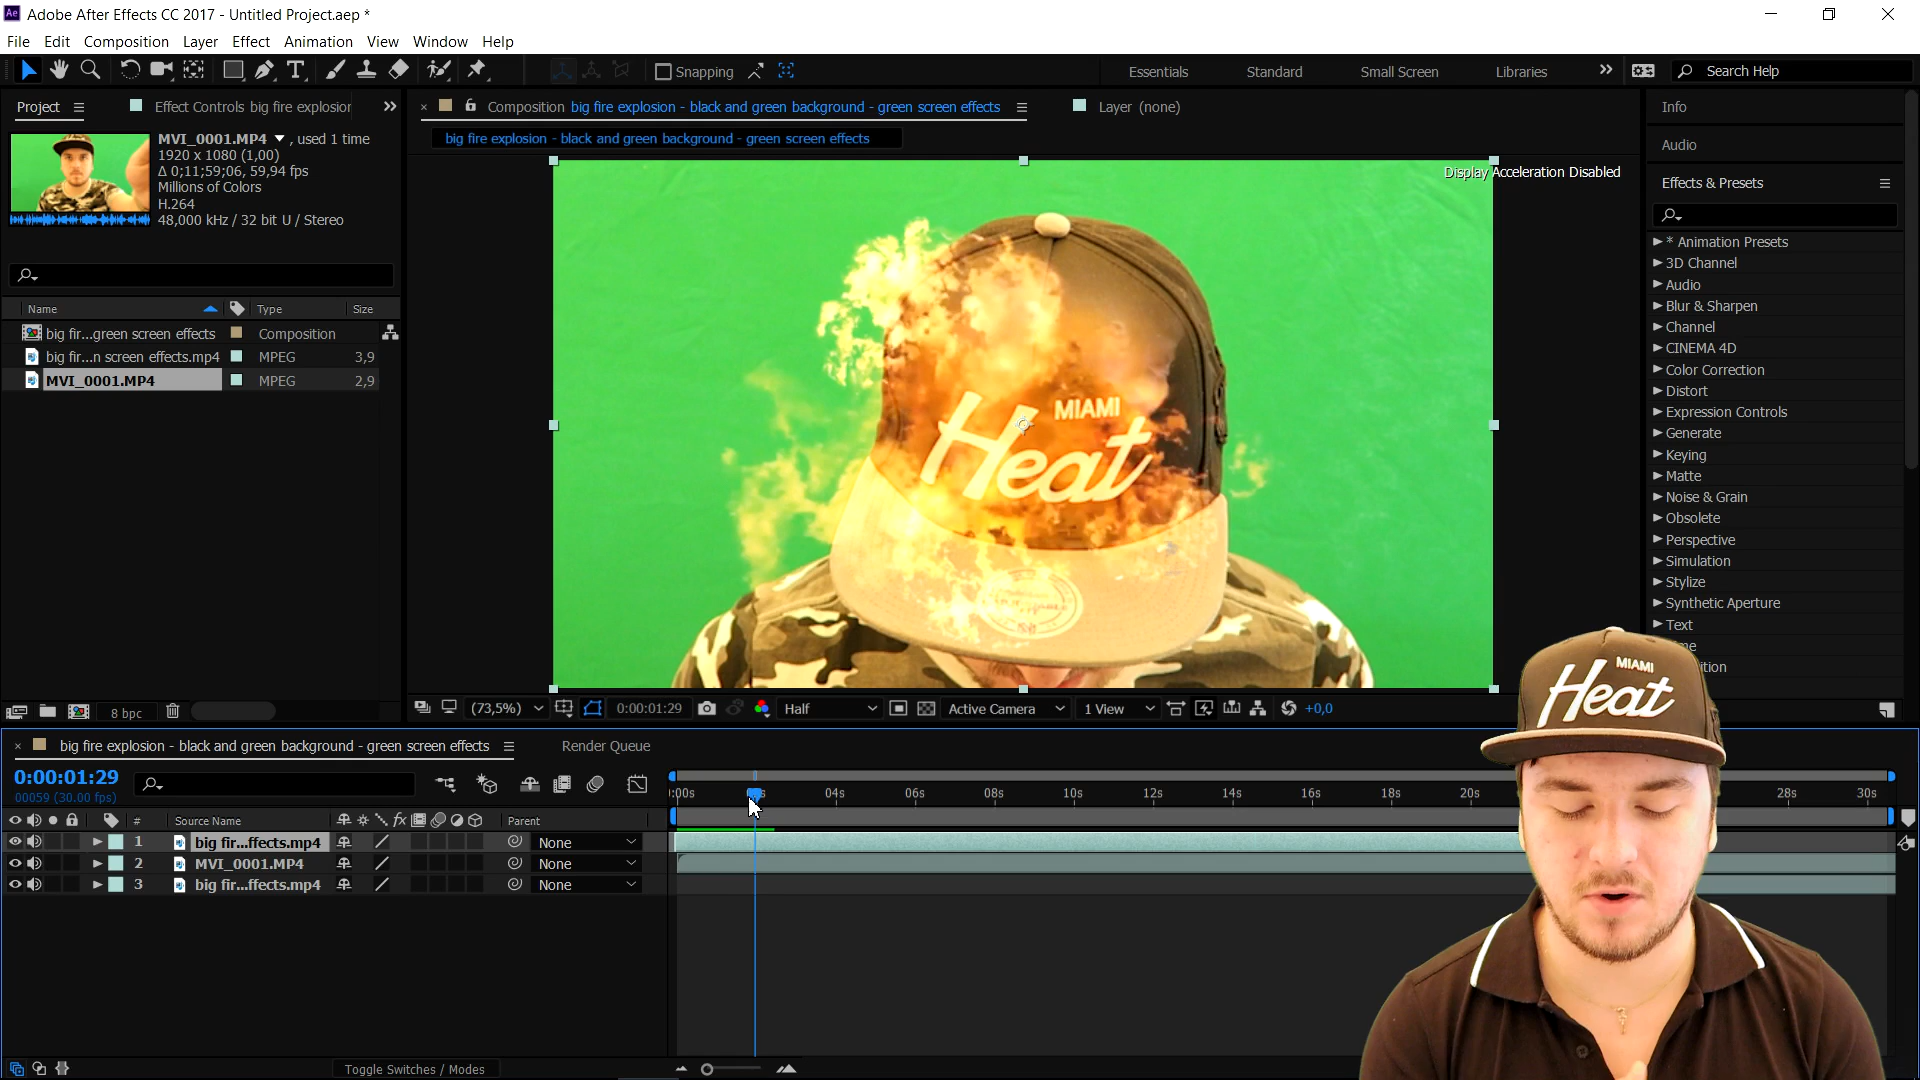 Adobe After Effects CC 2017 - Untitled Project.aep *
File Edit Composition Layer Effect Animation View Window Help
Snapping
Essentials Standard Small Screen Libraries
Search Help
Project
Effect Controls big fire explosion
Composition big fire explosion - black and green background - green screen effects
Layer (none)
Info
big fire explosion - black and green background - green screen effects
MVI_0001.MP4 , used 1 time
1920 x 1080 (1,00)
Δ 0;11;59;06, 59,94 fps
Millions of Colors
H.264
48,000 kHz / 32 bit U / Stereo
Display Acceleration Disabled
Audio
Effects & Presets
Name Type Size
big fir...green screen effects Composition
big fir...n screen effects.mp4 MPEG 3,9
MVI_0001.MP4 MPEG 2,9
MIAMI
Heat
* Animation Presets
3D Channel
Audio
Blur & Sharpen
Channel
CINEMA 4D
Color Correction
Distort
Expression Controls
Generate
Keying
Matte
Noise & Grain
Obsolete
Perspective
Simulation
Stylize
Synthetic Aperture
Text
8 bpc
(73,5%) 0:00:01:29 Half Active Camera 1 View +0,0
big fire explosion - black and green background - green screen effects
Render Queue
0:00:01:29
00059 (30.00 fps)
:00s 04s 06s 08s 10s 12s 14s 16s 18s 20s 28s 30s
# Source Name fx Parent
1 big fir...ffects.mp4 None
2 MVI_0001.MP4 None
3 big fir...ffects.mp4 None
Toggle Switches / Modes
MIAMI
Heat